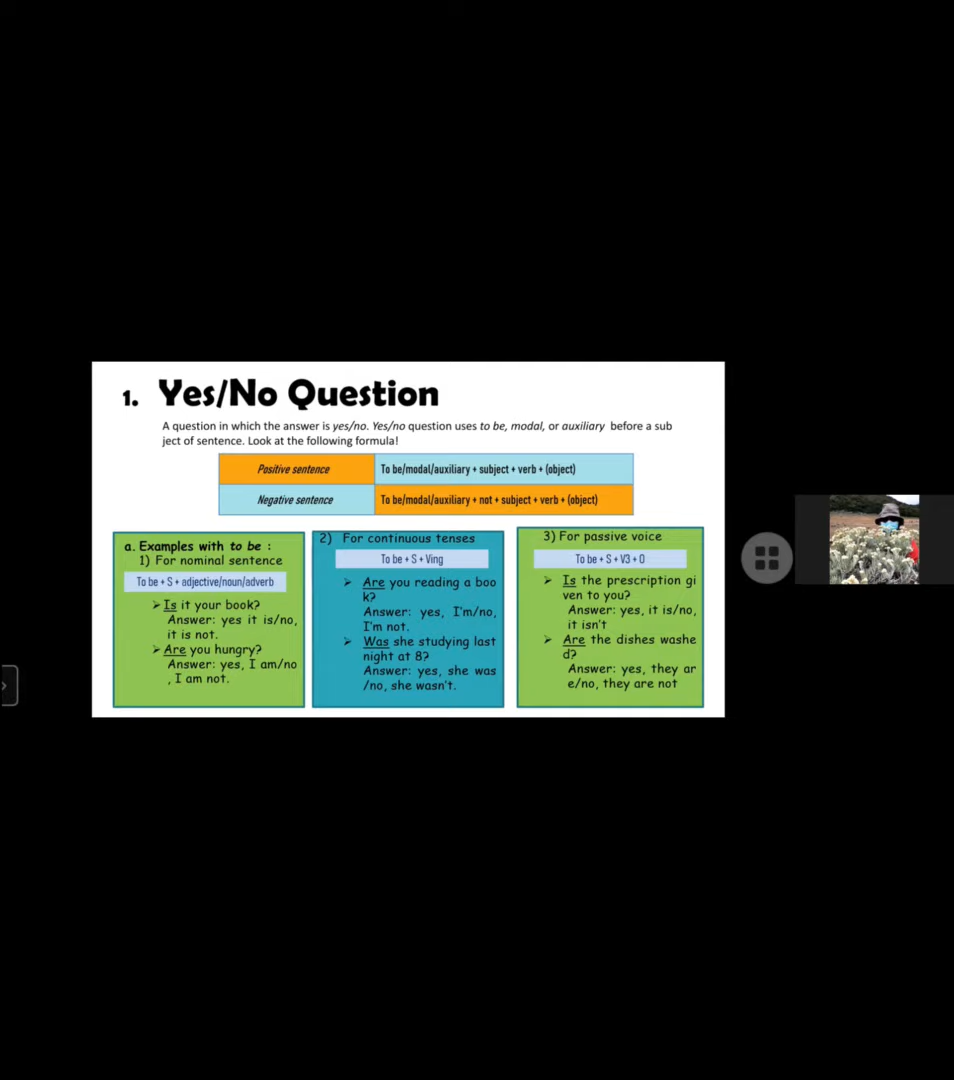 1. Yes/No Question
A question in which the answer is yes/no. Yes/no question uses to be, modal, or auxiliary before a sub
ject of sentence. Look at the following formula!
Positive sentence
To be/modal/auxiliary + subject + verb + (object)
Negative sentence
To be/modal/auxiliary + not + subject + verb + (object)
a. Examples with to be :
1) For nominal sentence
To be + S + adjective/noun/adverb
➢ Is it your book?
Answer: yes it is/no,
it is not.
➢ Are you hungry?
Answer: yes, I am/no
, I am not.
2) For continuous tenses
To be + S + Ving
➢ Are you reading a boo
k?
Answer: yes, I'm/no,
I'm not.
➢ Was she studying last
night at 8?
Answer: yes, she was
/no, she wasn't.
3) For passive voice
To be + S + V3 + O
➢ Is the prescription gi
ven to you?
Answer: yes, it is/no,
it isn't
➢ Are the dishes washe
d?
Answer: yes, they ar
e/no, they are not